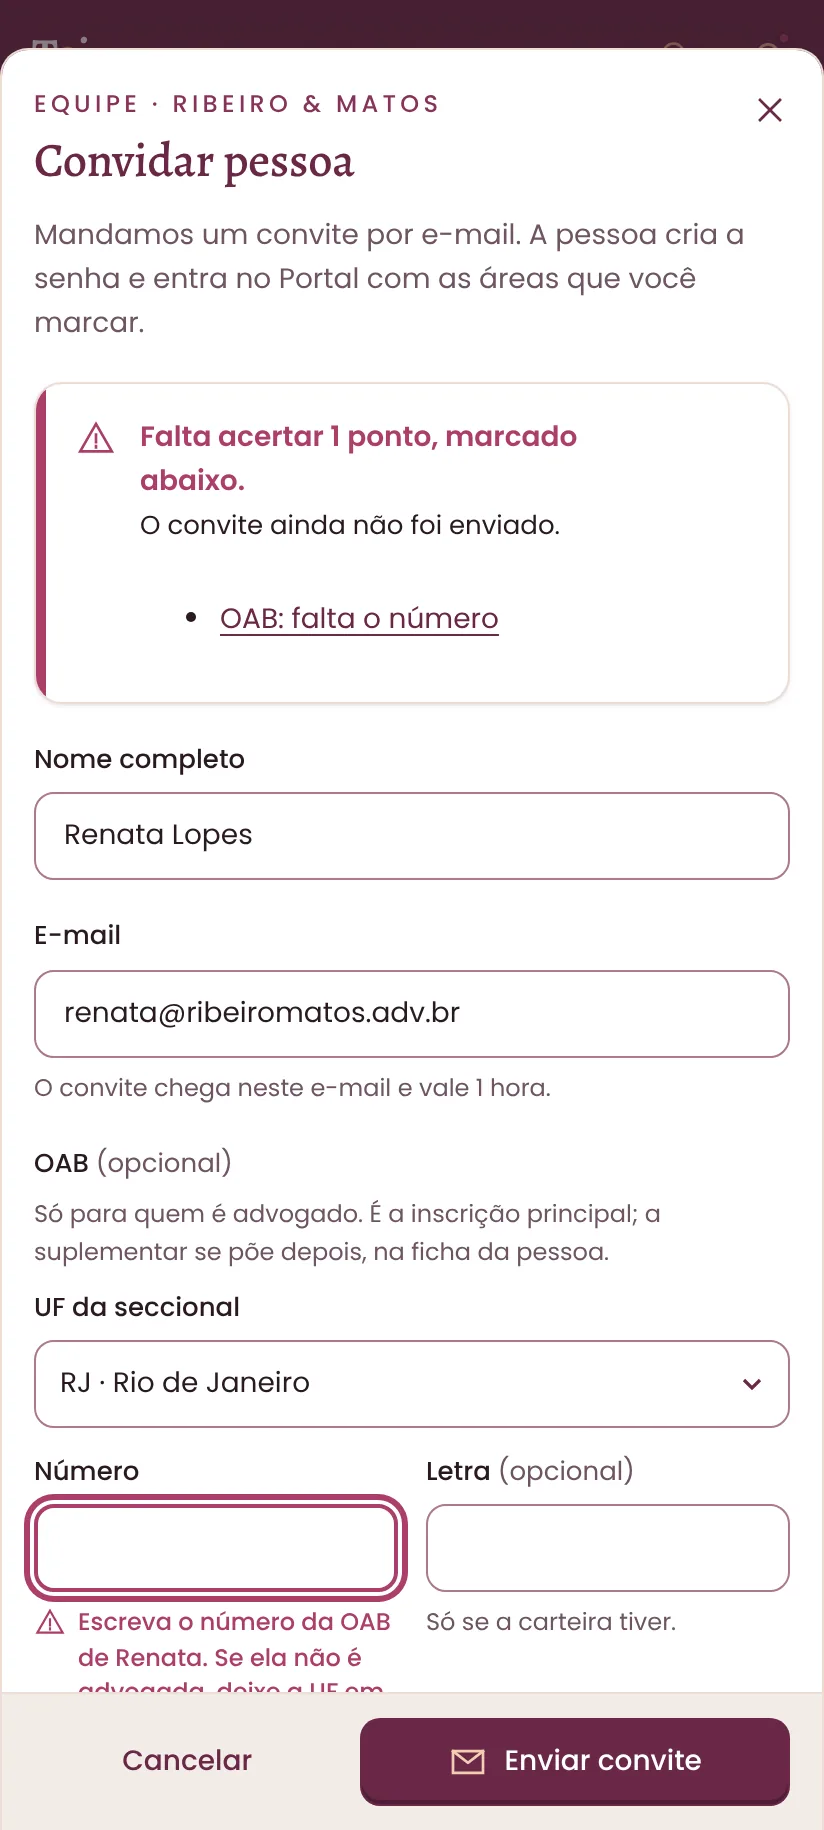 EQUIPE · RIBEIRO & MATOS
Convidar pessoa
Mandamos um convite por e-mail. A pessoa cria a
senha e entra no Portal com as áreas que você
marcar.
Falta acertar 1 ponto, marcado
abaixo.
O convite ainda não foi enviado.
• OAB: falta o número
Nome completo
Renata Lopes
E-mail
renata@ribeiromatos.adv.br
O convite chega neste e-mail e vale 1 hora.
OAB (opcional)
Só para quem é advogado. É a inscrição principal; a
suplementar se põe depois, na ficha da pessoa.
UF da seccional
RJ · Rio de Janeiro
Número
Letra (opcional)
Escreva o número da OAB
de Renata. Se ela não é
advogada, deixe a UF em
Só se a carteira tiver.
Cancelar
Enviar convite